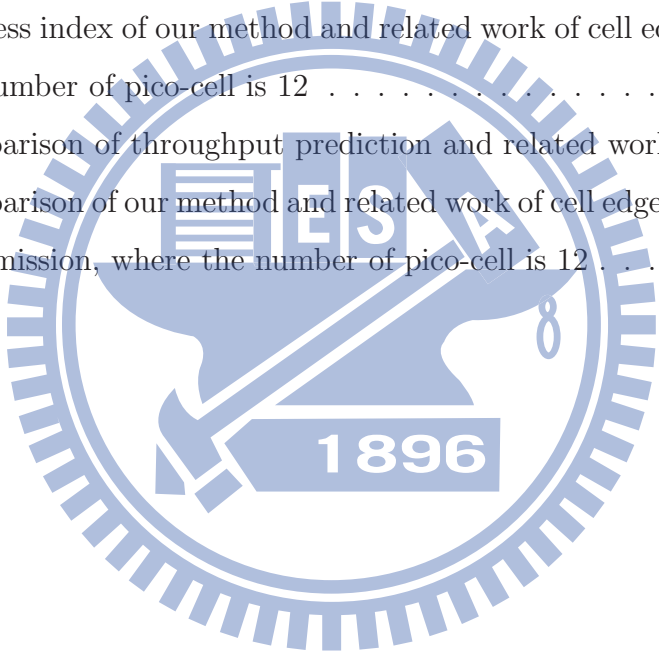 ess index of our method and related work of cell ed
umber of pico-cell is 12 . . . . . . . . . . . . . .
parison of throughput prediction and related work
parison of our method and related work of cell edge
mission, where the number of pico-cell is 12 . . .
E S A
1896